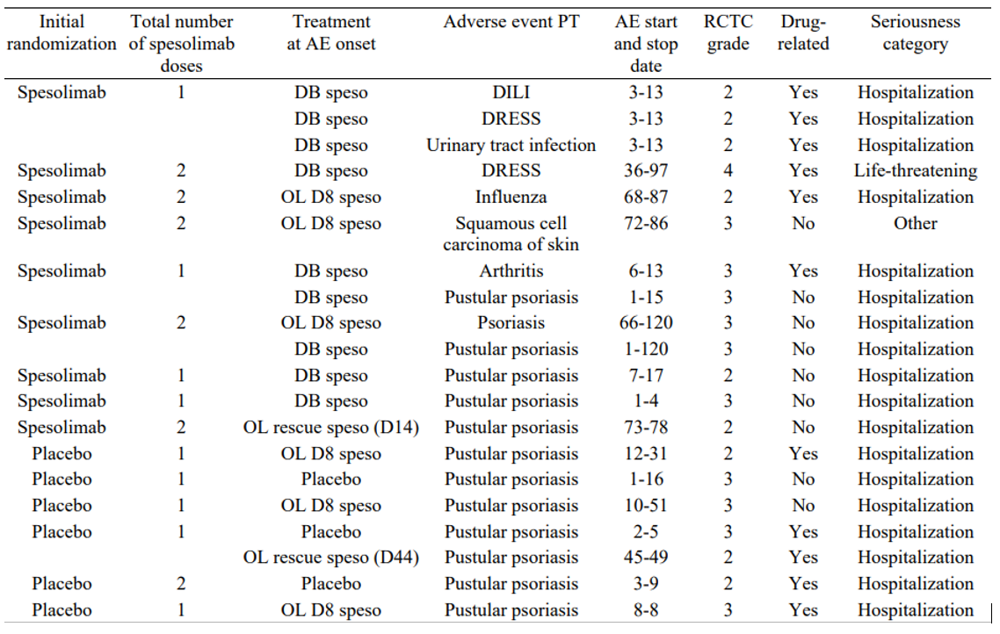 Initial Total number Treatment Adverse event PT AE start RCTC Drug- Seriousness
randomization of spesolimab at AE onset and stop grade related category
doses date
Spesolimab 1 DB speso DILI 3-13 2 Yes Hospitalization
DB speso DRESS 3-13 2 Yes Hospitalization
DB speso Urinary tract infection 3-13 2 Yes Hospitalization
Spesolimab 2 DB speso DRESS 36-97 4 Yes Life-threatening
Spesolimab 2 OL D8 speso Influenza 68-87 2 Yes Hospitalization
Spesolimab 2 OL D8 speso Squamous cell 72-86 3 No Other
carcinoma of skin
Spesolimab 1 DB speso Arthritis 6-13 3 Yes Hospitalization
DB speso Pustular psoriasis 1-15 3 No Hospitalization
Spesolimab 2 OL D8 speso Psoriasis 66-120 3 No Hospitalization
DB speso Pustular psoriasis 1-120 3 No Hospitalization
Spesolimab 1 DB speso Pustular psoriasis 7-17 2 No Hospitalization
Spesolimab 1 DB speso Pustular psoriasis 1-4 3 No Hospitalization
Spesolimab 2 OL rescue speso (D14) Pustular psoriasis 73-78 2 No Hospitalization
Placebo 1 OL D8 speso Pustular psoriasis 12-31 2 Yes Hospitalization
Placebo 1 Placebo Pustular psoriasis 1-16 3 No Hospitalization
Placebo 1 OL D8 speso Pustular psoriasis 10-51 3 No Hospitalization
Placebo 1 Placebo Pustular psoriasis 2-5 3 Yes Hospitalization
OL rescue speso (D44) Pustular psoriasis 45-49 2 Yes Hospitalization
Placebo 2 Placebo Pustular psoriasis 3-9 2 Yes Hospitalization
Placebo 1 OL D8 speso Pustular psoriasis 8-8 3 Yes Hospitalization